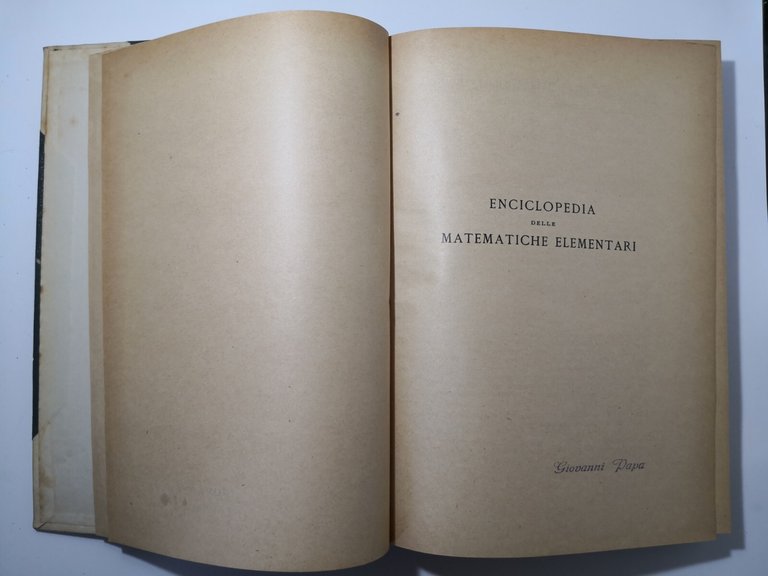 ENCICLOPEDIA
DELLE
MATEMATICHE ELEMENTARI
Giovanni Papa